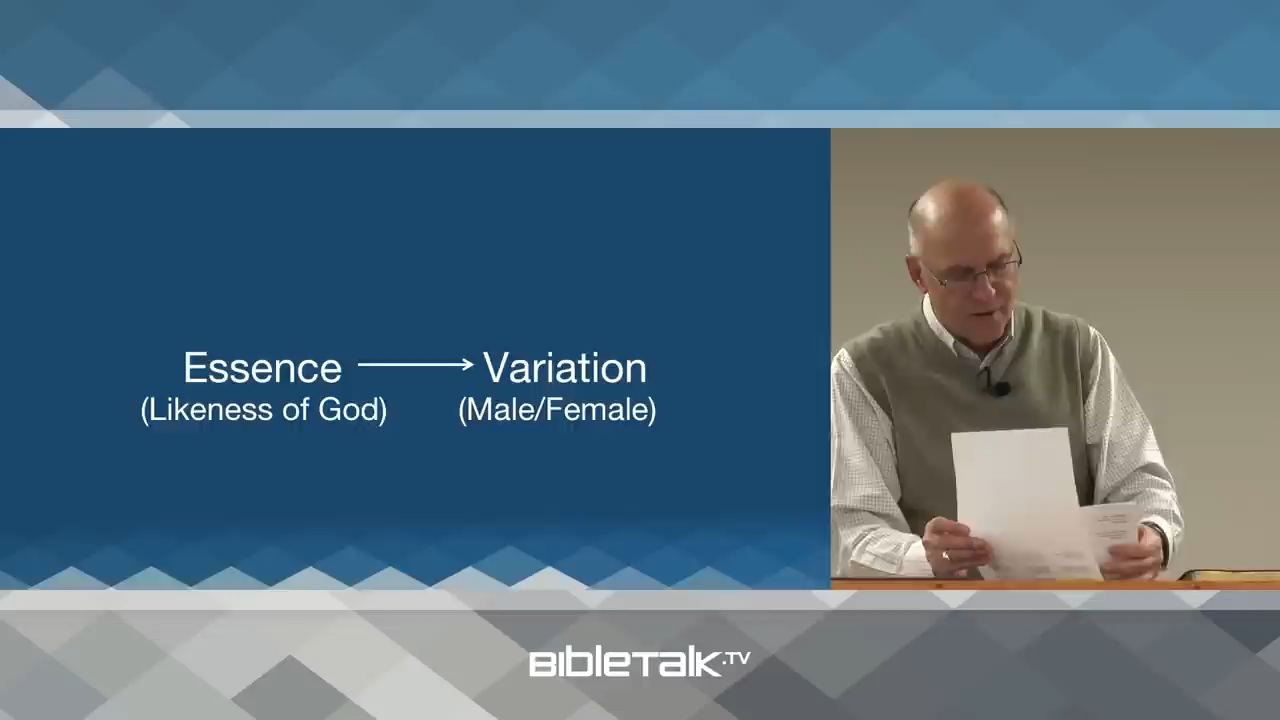 Essence → Variation
(Likeness of God) (Male/Female)
BIBLETALK.TV